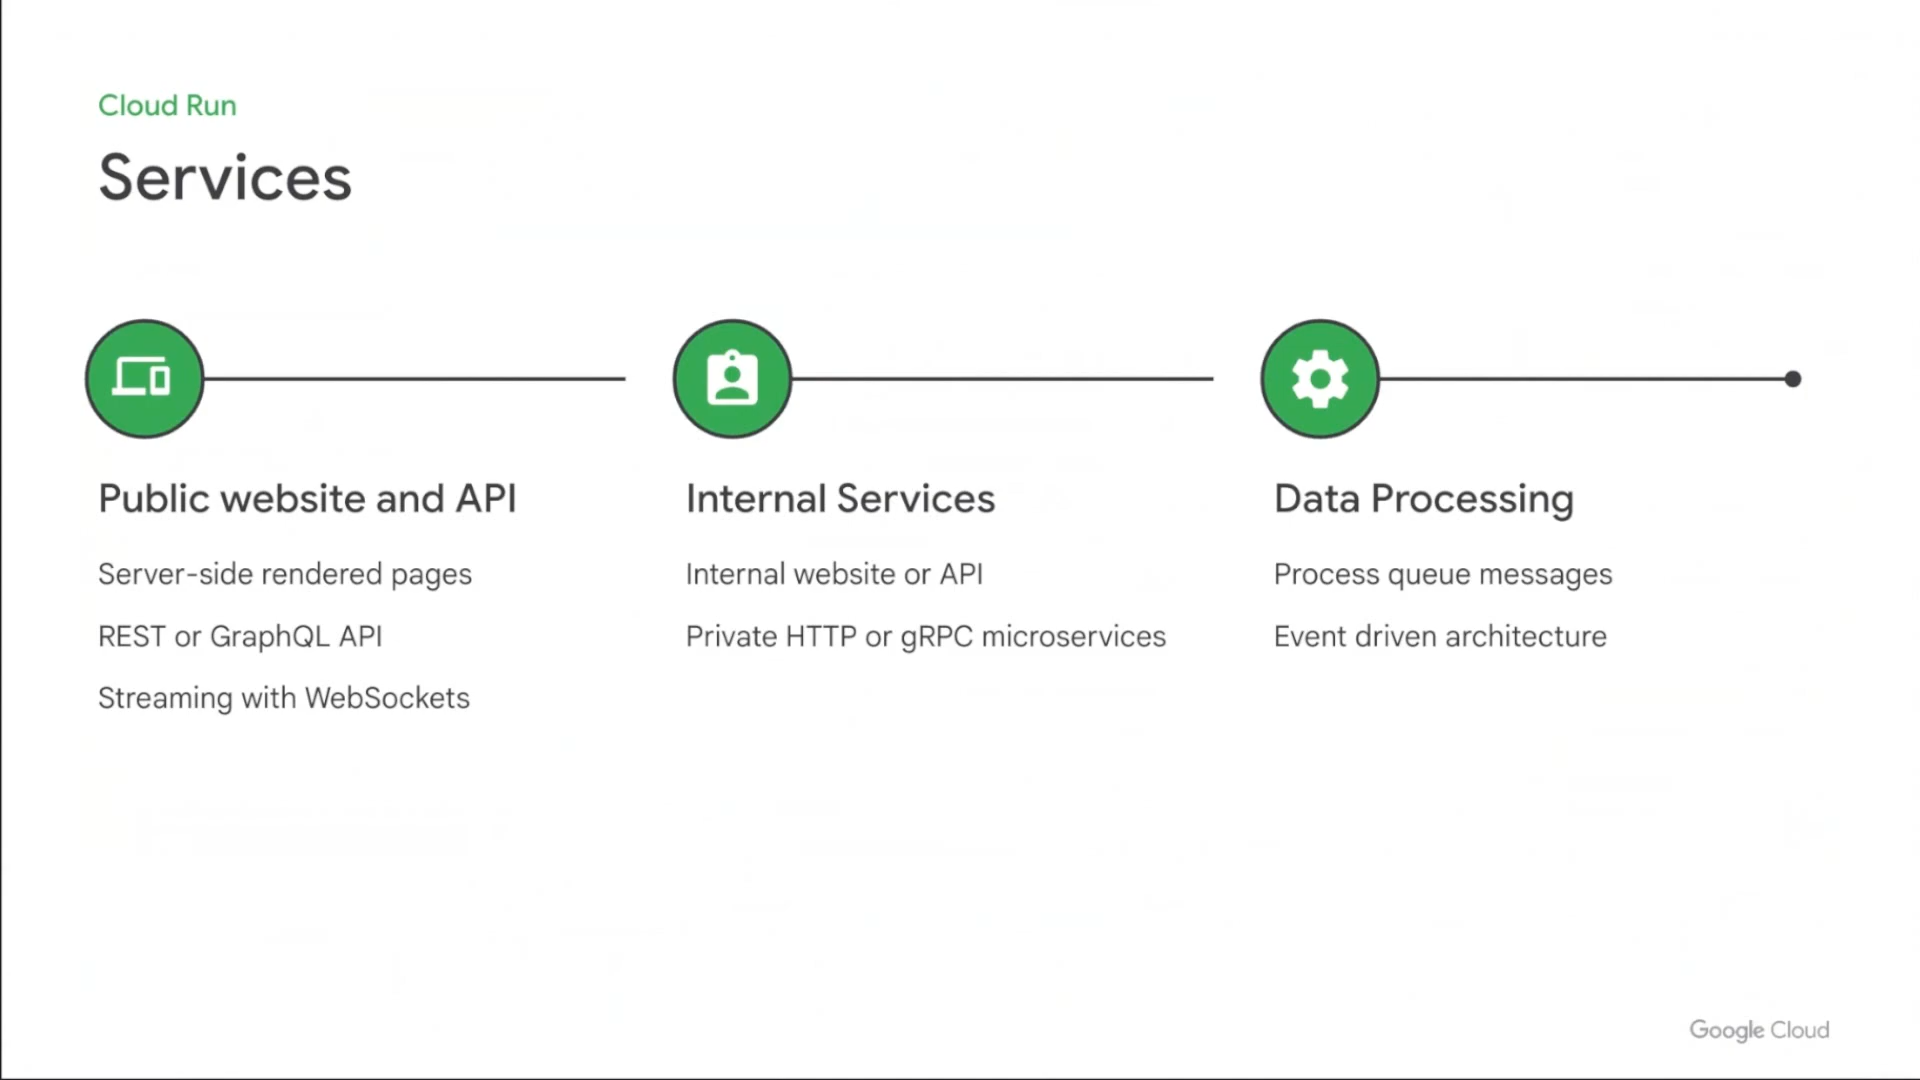 Cloud Run
Services
Public website and API
Server-side rendered pages
REST or GraphQL API
Streaming with WebSockets
Internal Services
Internal website or API
Private HTTP or gRPC microservices
Data Processing
Process queue messages
Event driven architecture
Google Cloud